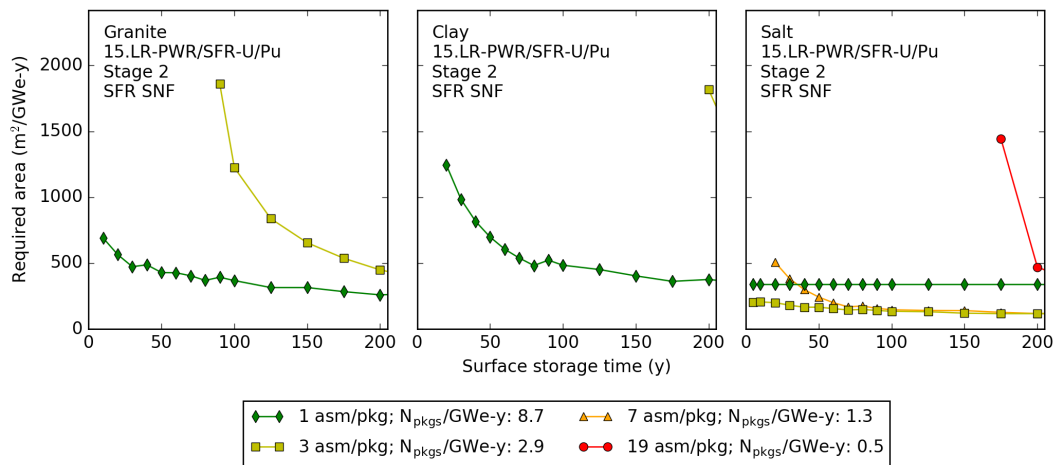 Granite
15.LR-PWR/SFR-U/Pu
Stage 2
SFR SNF
Clay
15.LR-PWR/SFR-U/Pu
Stage 2
SFR SNF
Salt
15.LR-PWR/SFR-U/Pu
Stage 2
SFR SNF
Required area (m²/GWe-y)
2000
1500
1000
500
0
0 50 100 150 200
0 50 100 150 200
0 50 100 150 200
Surface storage time (y)
1 asm/pkg; Npkgs/GWe-y: 8.7
3 asm/pkg; Npkgs/GWe-y: 2.9
7 asm/pkg; Npkgs/GWe-y: 1.3
19 asm/pkg; Npkgs/GWe-y: 0.5